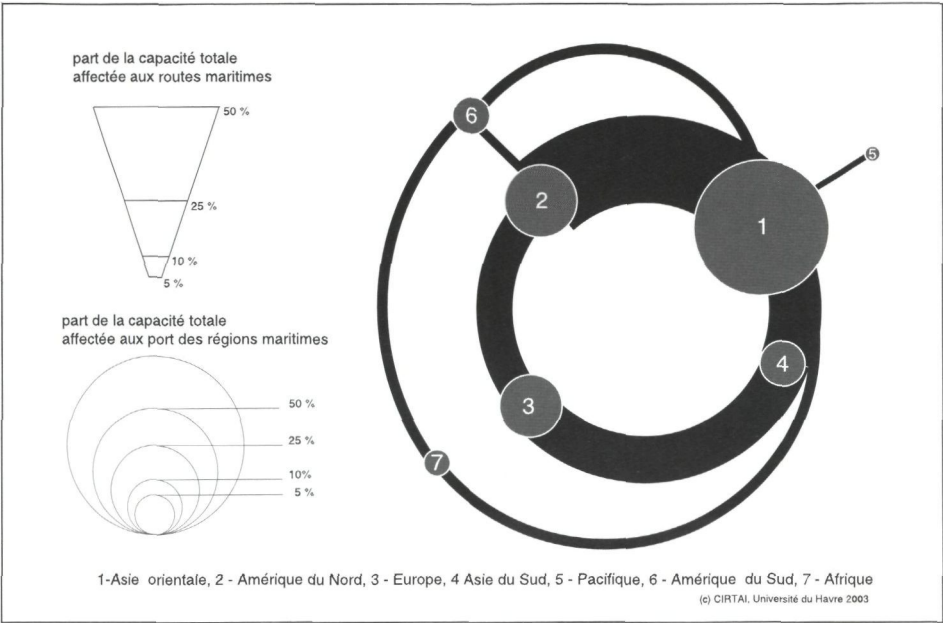 part de la capacité totale
affectée aux routes maritimes
50 %
25 %
10 %
5 %
part de la capacité totale
affectée aux port des régions maritimes
50 %
25 %
10%
5 %
6
5
2
1
4
3
7
1-Asie orientale, 2 - Amérique du Nord, 3 - Europe, 4 Asie du Sud, 5 - Pacifique, 6 - Amérique du Sud, 7 - Afrique
(c) CIRTAI, Université du Havre 2003